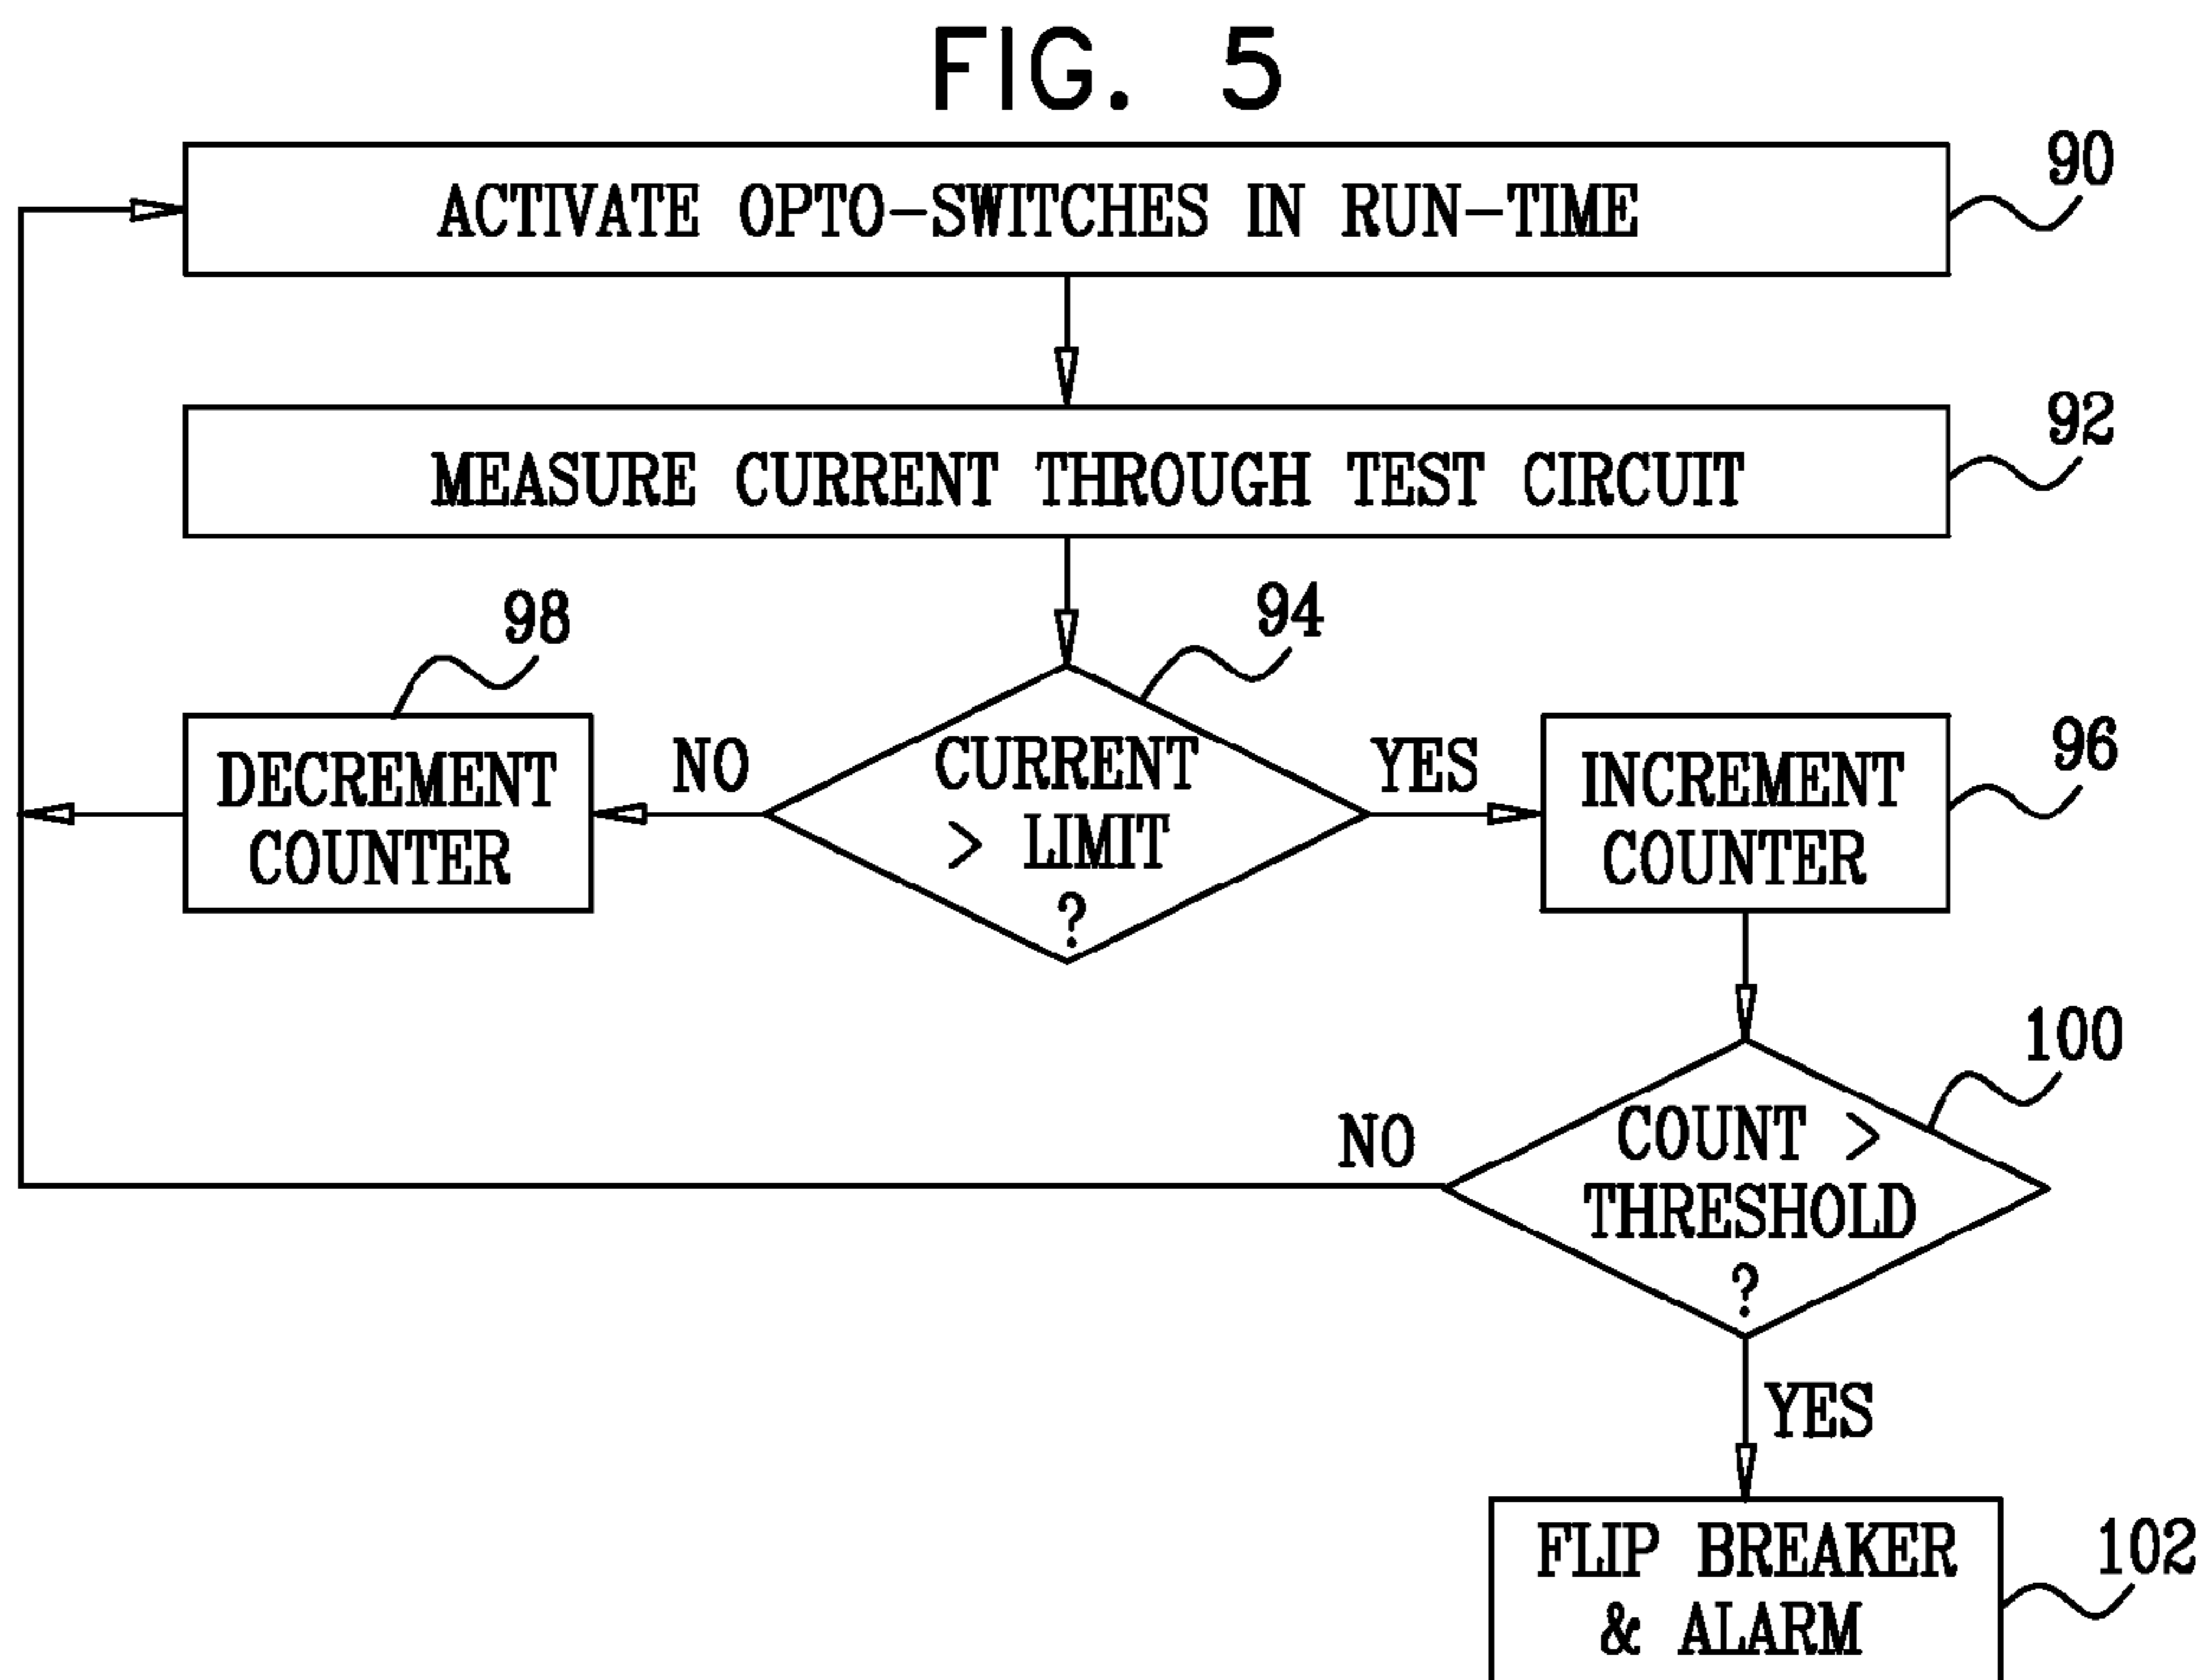 FIG. 5
90
ACTIVATE OPTO-SWITCHES IN RUN-TIME
92
MEASURE CURRENT THROUGH TEST CIRCUIT
98
94
DECREMENT
COUNTER
NO
CURRENT
> LIMIT
?
YES
INCREMENT
COUNTER
96
100
NO
COUNT >
THRESHOLD
?
YES
FLIP BREAKER
& ALARM
102